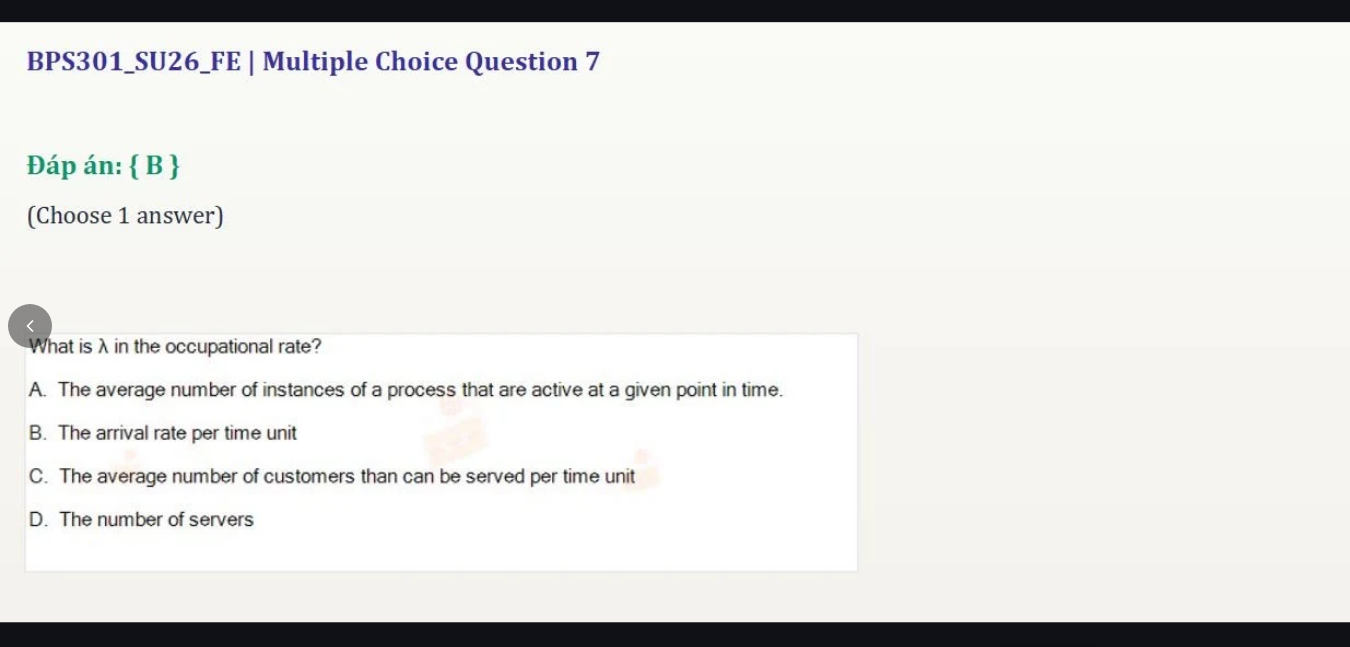 BPS301_SU26_FE | Multiple Choice Question 7
Đáp án: { B }
(Choose 1 answer)
What is λ in the occupational rate?
A. The average number of instances of a process that are active at a given point in time.
B. The arrival rate per time unit
C. The average number of customers than can be served per time unit
D. The number of servers